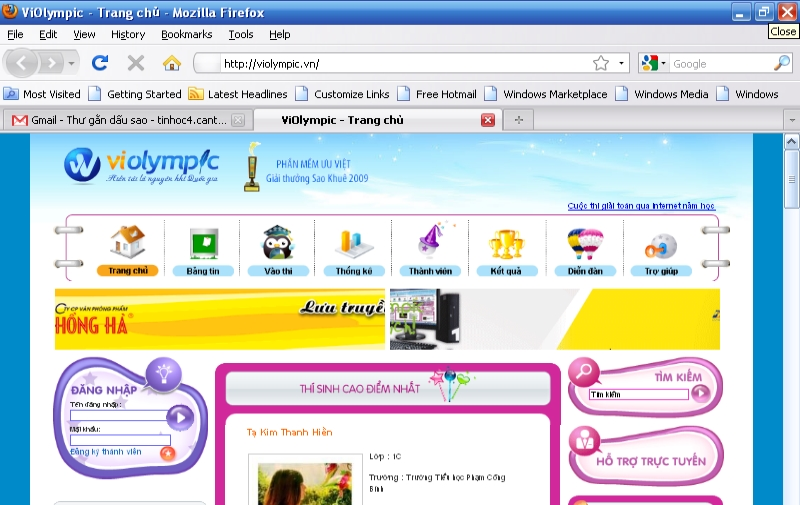 ViOlympic - Trang chủ - Mozilla Firefox
Close
File Edit View History Bookmarks Tools Help
http://violympic.vn/
Google
Most Visited Getting Started Latest Headlines Customize Links Free Hotmail Windows Marketplace Windows Media Windows
Gmail - Thư gắn dấu sao - tinhoc4.cant... ViOlympic - Trang chủ
violympic
Hiền tài là nguyên khí Quốc gia
PHẦN MỀM ƯU VIỆT
Giải thưởng Sao Khuê 2009
Cuộc thi giải toán qua Internet năm học
Trang chủ Bảng tin Vào thi Thống kê Thành viên Kết quả Diễn đàn Trợ giúp
CTY CP VĂN PHÒNG PHẨM
HỒNG HÀ
Lưu truyề
ĐĂNG NHẬP
Tên đăng nhập:
Mật khẩu:
Đăng ký thành viên
THÍ SINH CAO ĐIỂM NHẤT
Tạ Kim Thanh Hiền
Lớp : 1C
Trường : Trường Tiểu học Phạm Công
Bình
TÌM KIẾM
Tìm kiếm
HỖ TRỢ TRỰC TUYẾN